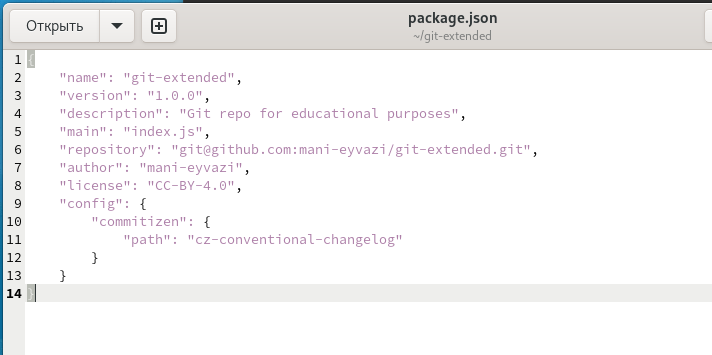 Открыть
package.json
~/git-extended
1 {
2     "name": "git-extended",
3     "version": "1.0.0",
4     "description": "Git repo for educational purposes",
5     "main": "index.js",
6     "repository": "git@github.com:mani-eyvazi/git-extended.git",
7     "author": "mani-eyvazi",
8     "license": "CC-BY-4.0",
9     "config": {
10         "commitizen": {
11             "path": "cz-conventional-changelog"
12         }
13     }
14 }